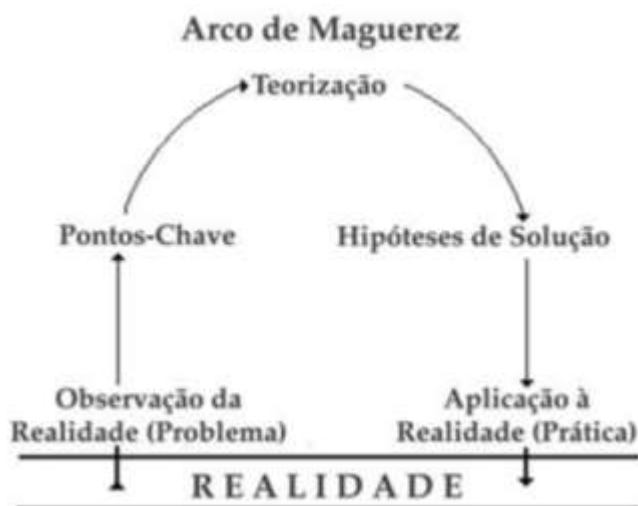 Arco de Maguerez
Teorização
Pontos-Chave
Hipóteses de Solução
Observação da
Realidade (Problema)
Aplicação à
Realidade (Prática)
REALIDADE